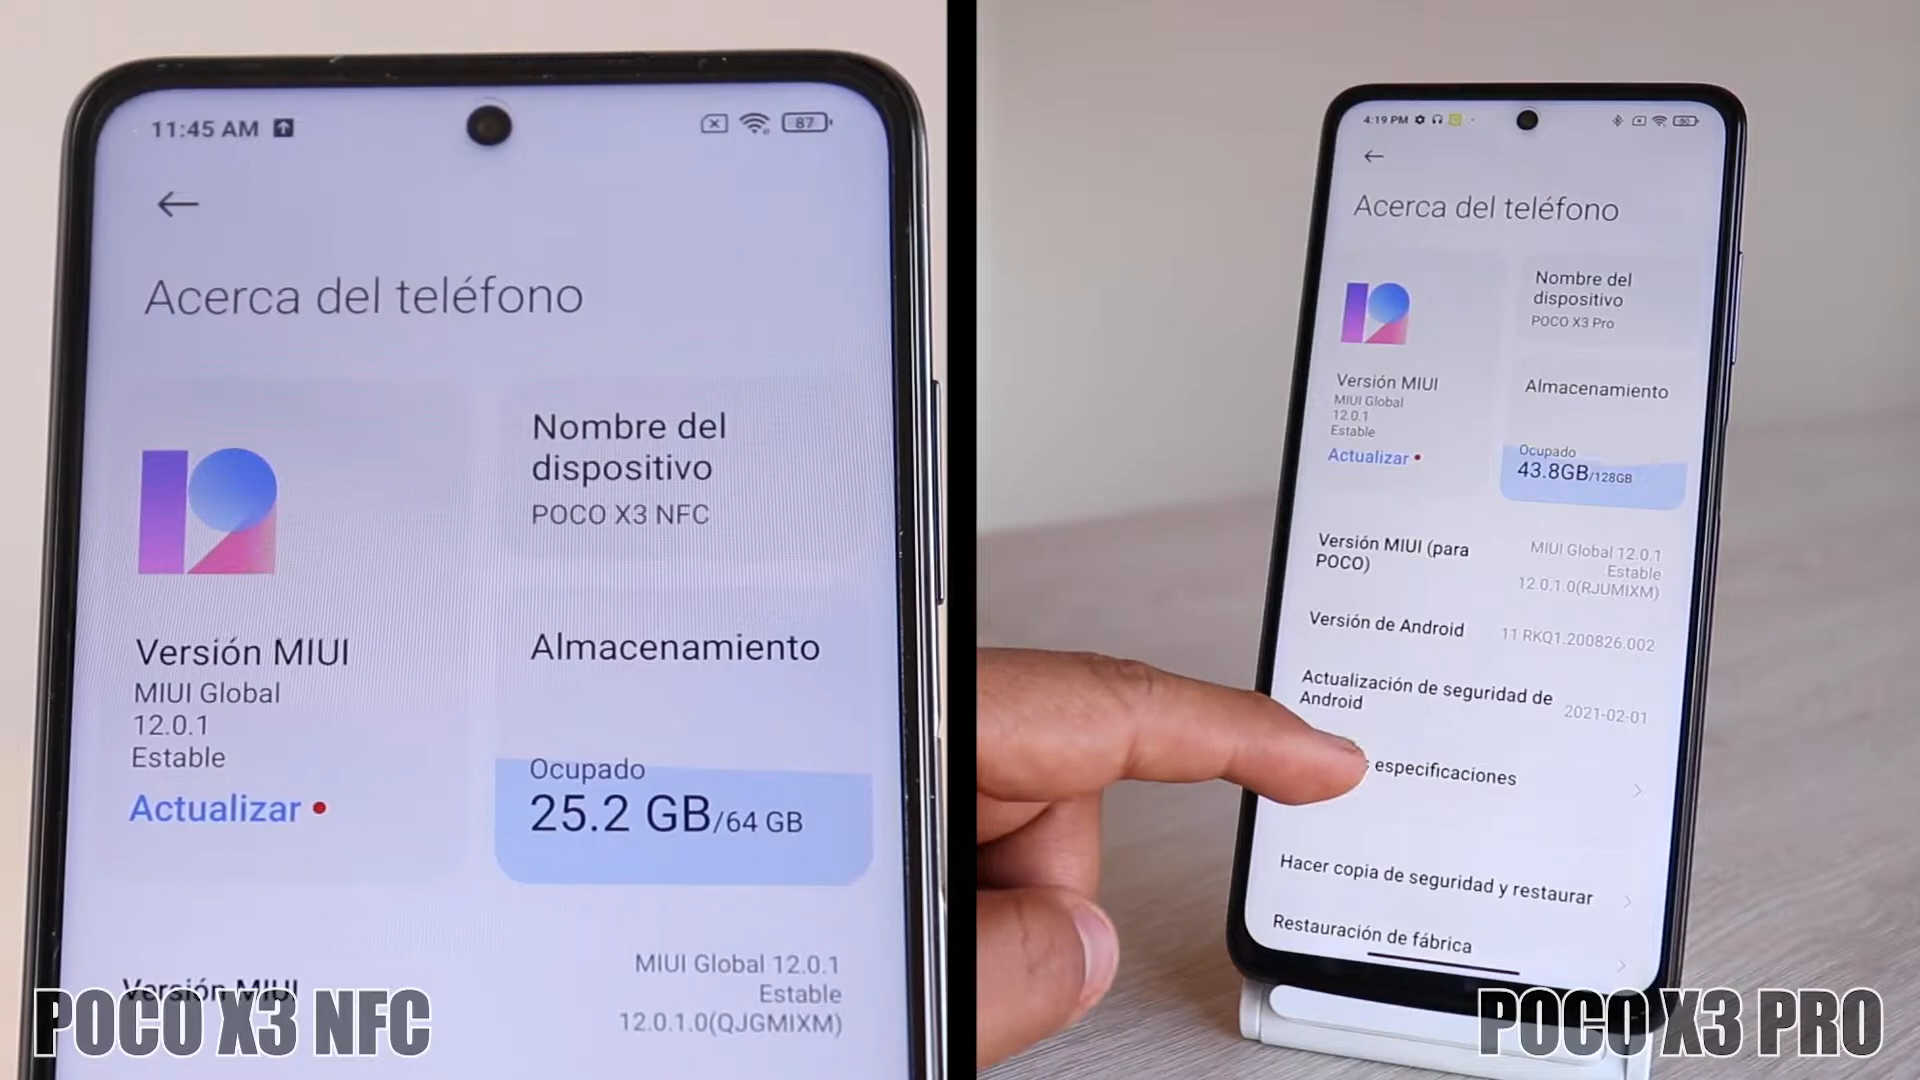 11:45 AM
87
Acerca del teléfono
Nombre del
dispositivo
POCO X3 NFC
Versión MIUI
MIUI Global
12.0.1
Estable
Actualizar
Almacenamiento
Ocupado
25.2 GB/64 GB
Versión MIUI
MIUI Global 12.0.1
Estable
12.0.1.0(QJGMIXM)
POCO X3 NFC
4:19 PM
Acerca del teléfono
Nombre del
dispositivo
POCO X3 Pro
Versión MIUI
MIUI Global
12.0.1
Estable
Actualizar
Almacenamiento
Ocupado
43.8GB/128GB
Versión MIUI (para
POCO)
MIUI Global 12.0.1
Estable
12.0.1.0(RJUMIXM)
Versión de Android
11 RKQ1.200826.002
Actualización de seguridad de
Android
2021-02-01
especificaciones
Hacer copia de seguridad y restaurar
Restauración de fábrica
POCO X3 PRO